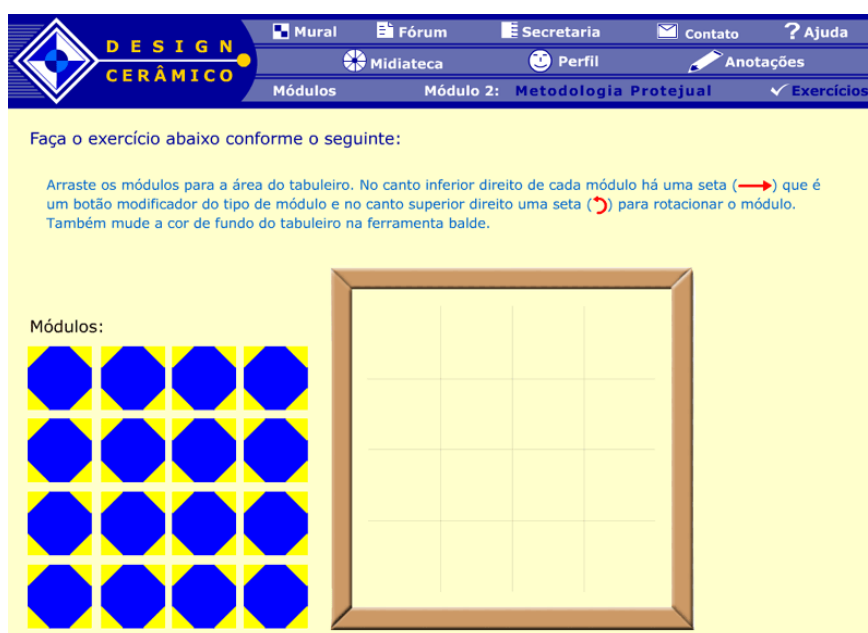 DESIGN
CERÂMICO
Mural Fórum Secretaria Contato ? Ajuda
Midiateca Perfil Anotações
Módulos Módulo 2: Metodologia Protejual Exercícios
Faça o exercício abaixo conforme o seguinte:
Arraste os módulos para a área do tabuleiro. No canto inferior direito de cada módulo há uma seta ( ) que é
um botão modificador do tipo de módulo e no canto superior direito uma seta ( ) para rotacionar o módulo.
Também mude a cor de fundo do tabuleiro na ferramenta balde.
Módulos: